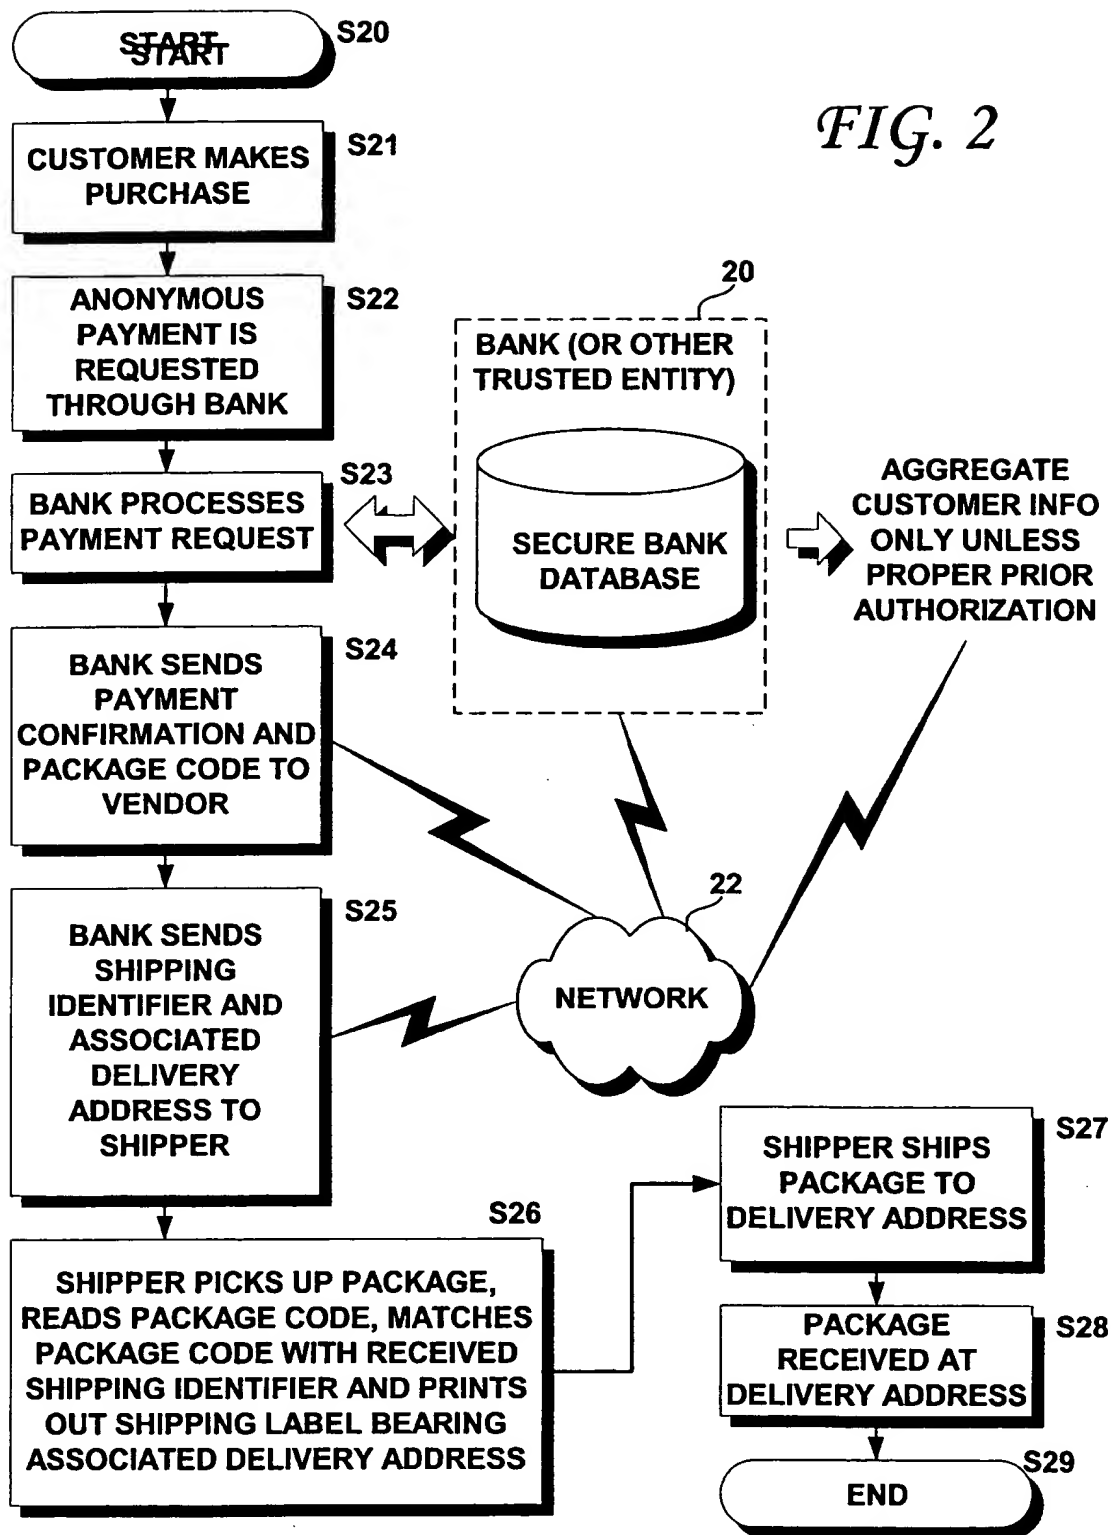 START
START
S20
FIG. 2
CUSTOMER MAKES
PURCHASE
S21
ANONYMOUS
PAYMENT IS
REQUESTED
THROUGH BANK
S22
BANK PROCESSES
PAYMENT REQUEST
S23
20
BANK (OR OTHER
TRUSTED ENTITY)
SECURE BANK
DATABASE
AGGREGATE
CUSTOMER INFO
ONLY UNLESS
PROPER PRIOR
AUTHORIZATION
BANK SENDS
PAYMENT
CONFIRMATION AND
PACKAGE CODE TO
VENDOR
S24
BANK SENDS
SHIPPING
IDENTIFIER AND
ASSOCIATED
DELIVERY
ADDRESS TO
SHIPPER
S25
22
NETWORK
S26
SHIPPER PICKS UP PACKAGE,
READS PACKAGE CODE, MATCHES
PACKAGE CODE WITH RECEIVED
SHIPPING IDENTIFIER AND PRINTS
OUT SHIPPING LABEL BEARING
ASSOCIATED DELIVERY ADDRESS
SHIPPER SHIPS
PACKAGE TO
DELIVERY ADDRESS
S27
PACKAGE
RECEIVED AT
DELIVERY ADDRESS
S28
END
S29